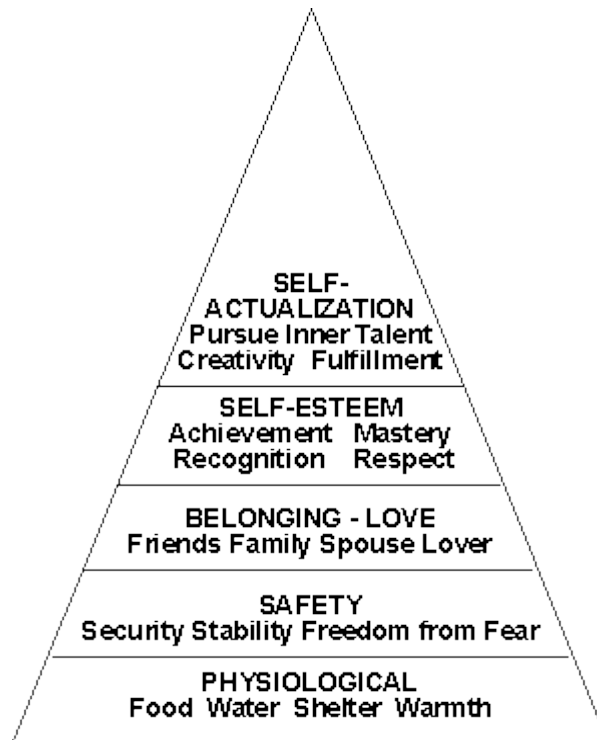 SELF-
ACTUALIZATION
Pursue Inner Talent
Creativity Fulfillment
SELF-ESTEEM
Achievement Mastery
Recognition Respect
BELONGING - LOVE
Friends Family Spouse Lover
SAFETY
Security Stability Freedom from Fear
PHYSIOLOGICAL
Food Water Shelter Warmth